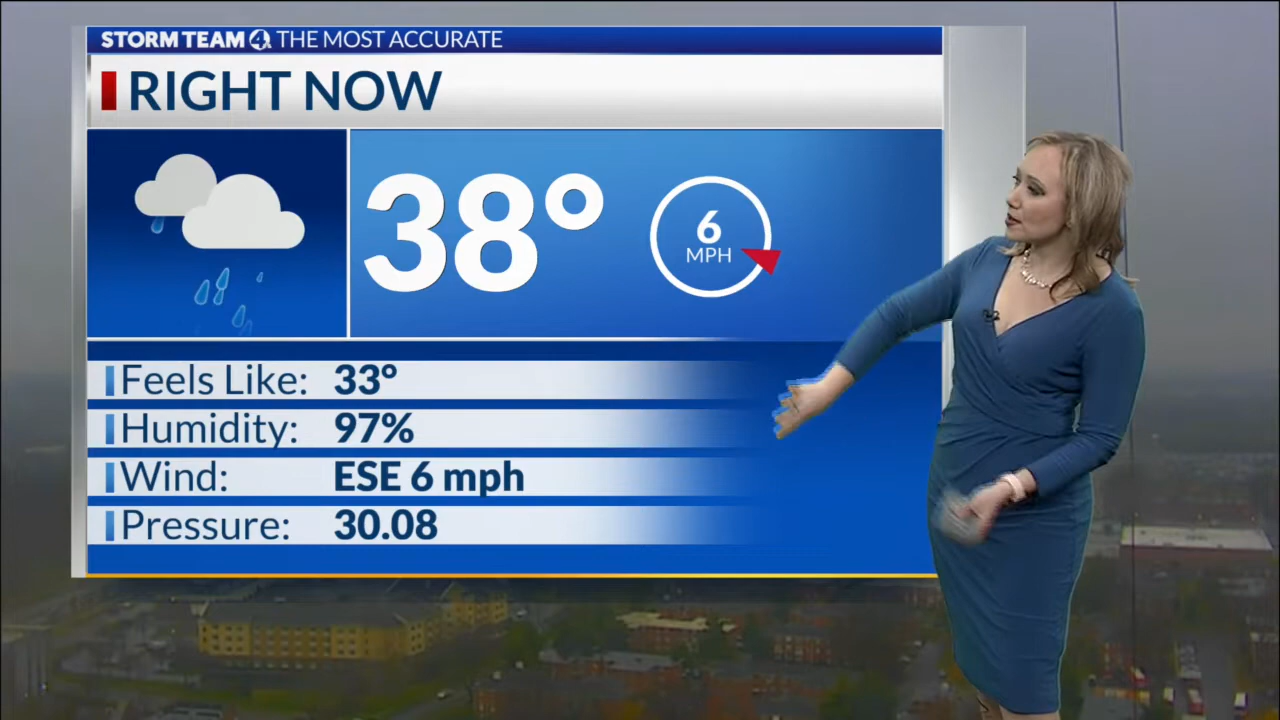 STORM TEAM 4 THE MOST ACCURATE
RIGHT NOW
38°
6
MPH
Feels Like: 33°
Humidity: 97%
Wind: ESE 6 mph
Pressure: 30.08